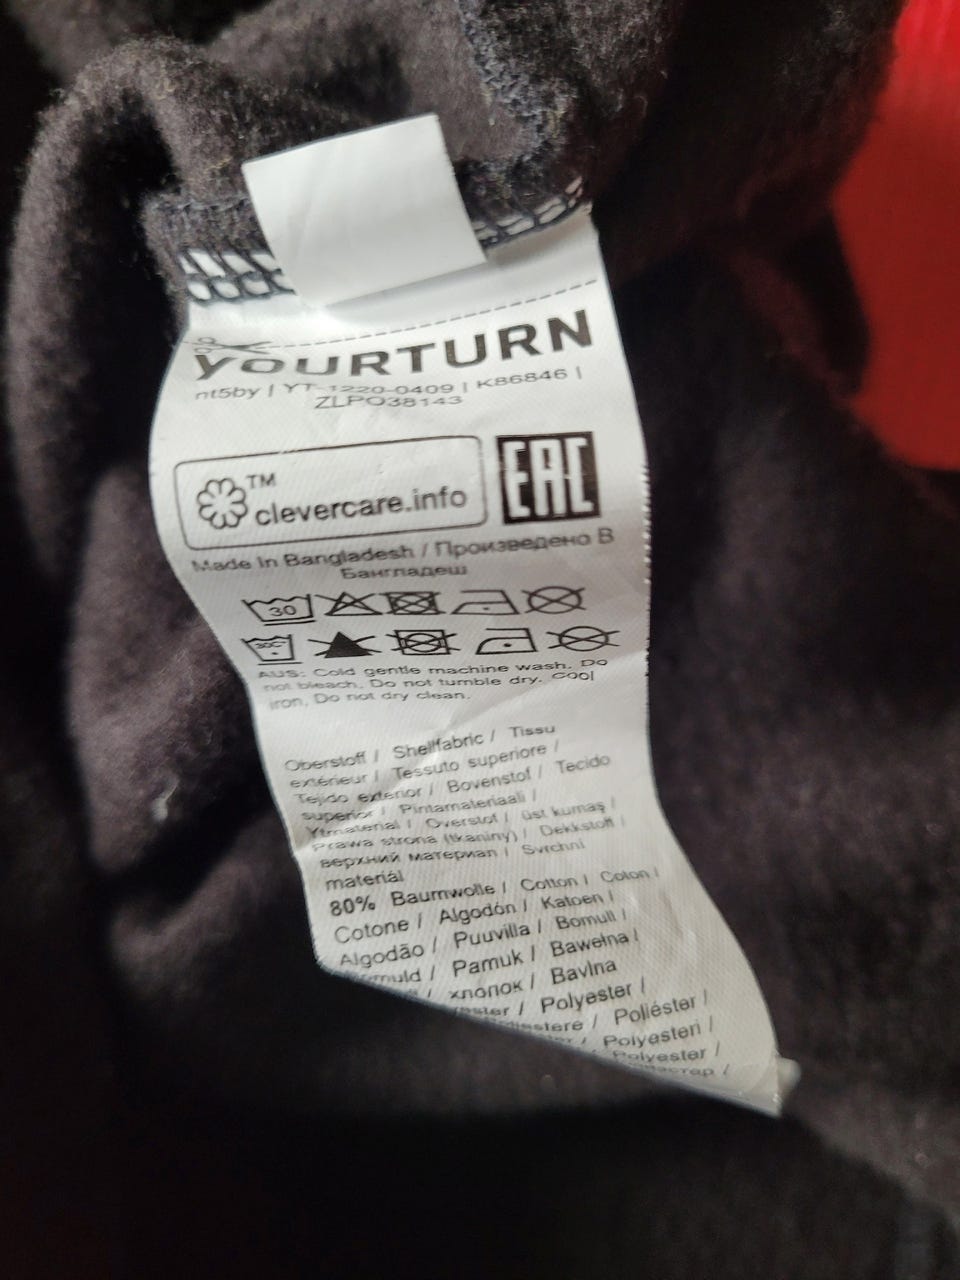 YOURTURN
nt5by | YT-1220-0409 | K86846 |
ZLPO38143
TM
clevercare.info
EAC
Made In Bangladesh / Произведено В
Бангладеш
30
30C°
AUS: Cold gentle machine wash. Do
not bleach. Do not tumble dry. Cool
iron. Do not dry clean.
Oberstoff / Shellfabric / Tissu
extérieur / Tessuto superiore /
Tejido exterior / Bovenstof / Tecido
superior / Pintamateriaali /
Ytmaterial / Overstof / üst kumaş /
Prawa strona (tkaniny) / Dekkstoff /
верхний материал / Svrchní
materiál
80% Baumwolle / Cotton / Coton /
Cotone / Algodón / Katoen /
Algodão / Puuvilla / Bomull /
Pamuk / Bawełna /
хлопок / Bavlna
Polyester /
Poliéster /
Polyesteri /
Polyester /